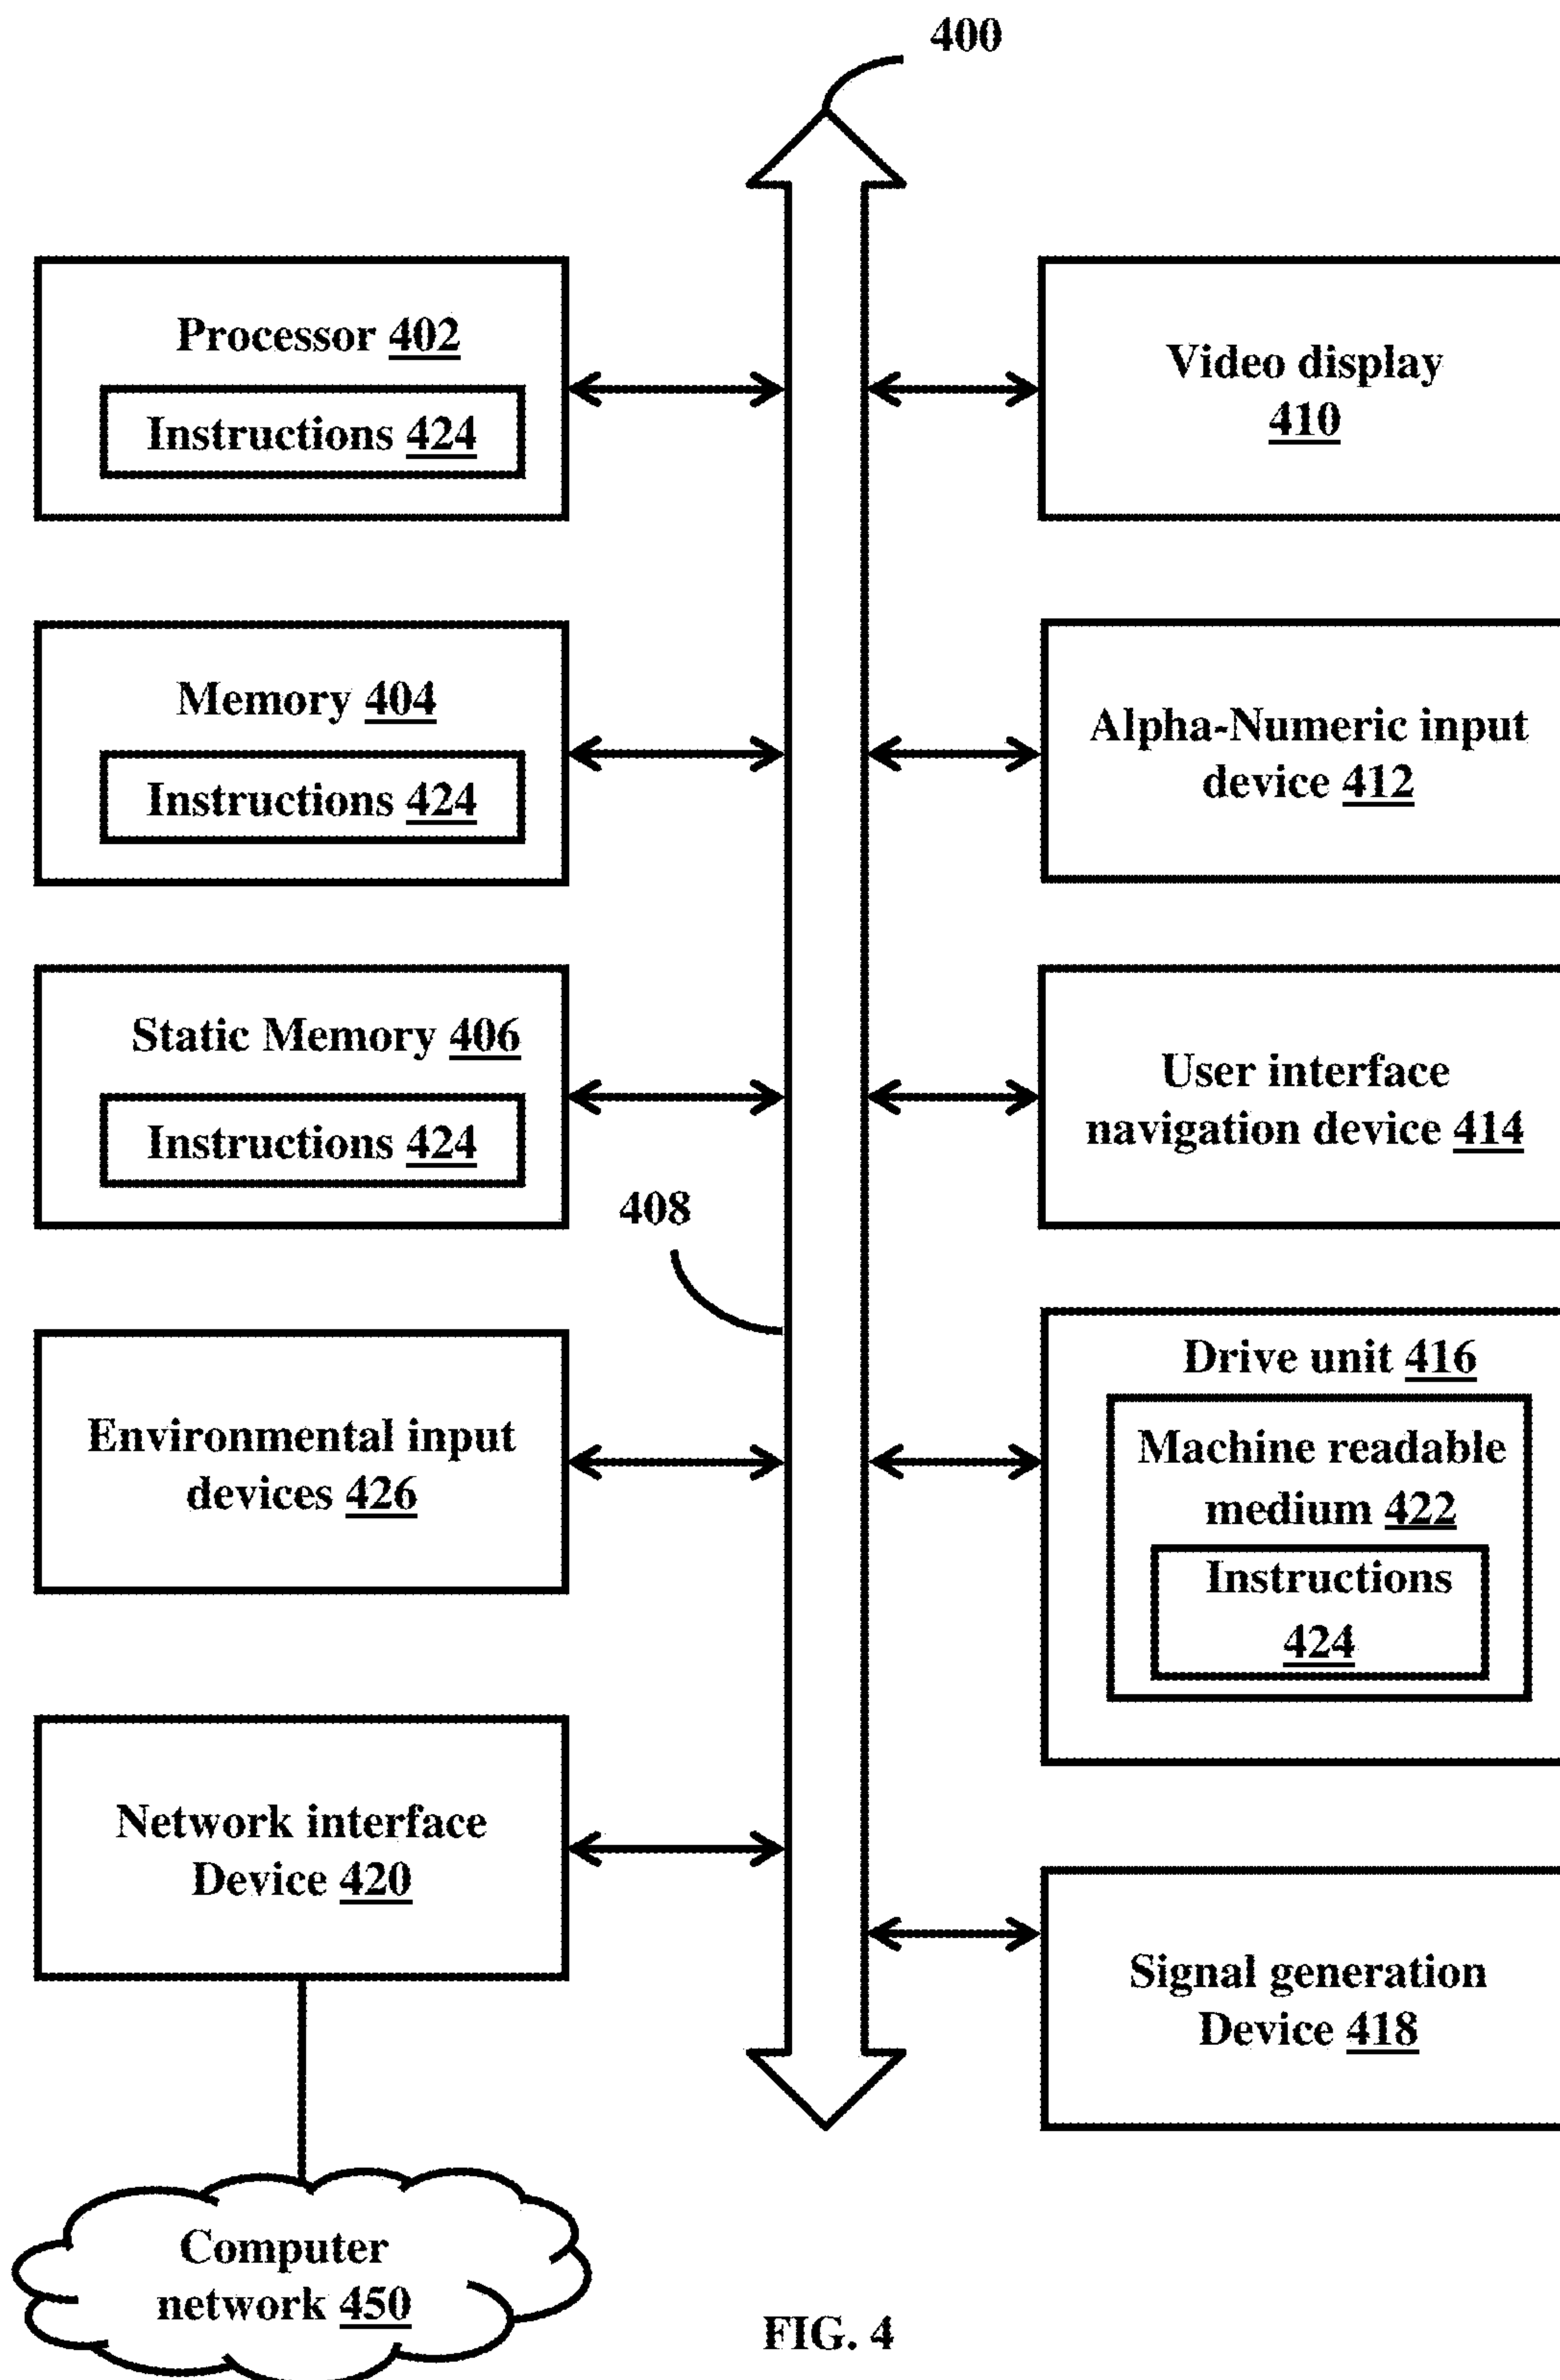 400
Processor 402
Instructions 424
Video display
410
Memory 404
Instructions 424
Alpha-Numeric input
device 412
Static Memory 406
Instructions 424
User interface
navigation device 414
408
Environmental input
devices 426
Drive unit 416
Machine readable
medium 422
Instructions
424
Network interface
Device 420
Signal generation
Device 418
Computer
network 450
FIG. 4